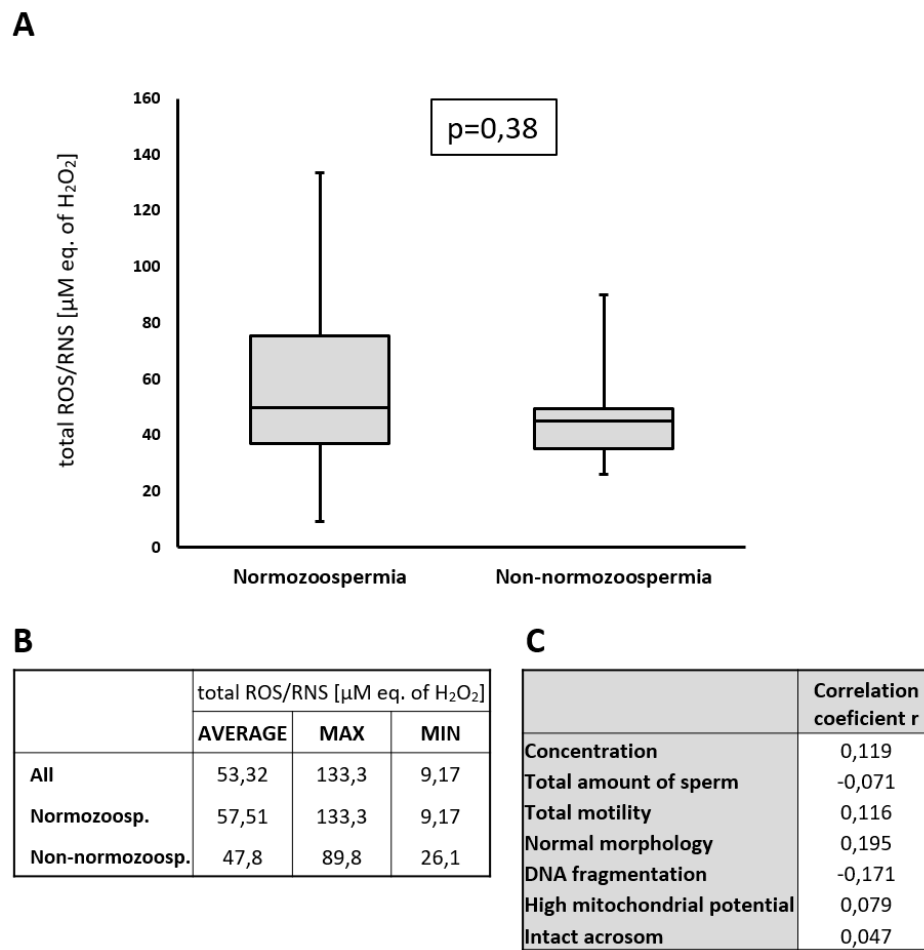 A
total ROS/RNS [µM eq. of H₂O₂]
160
140
120
100
80
60
40
20
0
p=0,38
Normozoospermia Non-normozoospermia
B
total ROS/RNS [µM eq. of H₂O₂]
AVERAGE MAX MIN
All 53,32 133,3 9,17
Normozoosp. 57,51 133,3 9,17
Non-normozoosp. 47,8 89,8 26,1
C
Correlation
coeficient r
Concentration 0,119
Total amount of sperm -0,071
Total motility 0,116
Normal morphology 0,195
DNA fragmentation -0,171
High mitochondrial potential 0,079
Intact acrosom 0,047